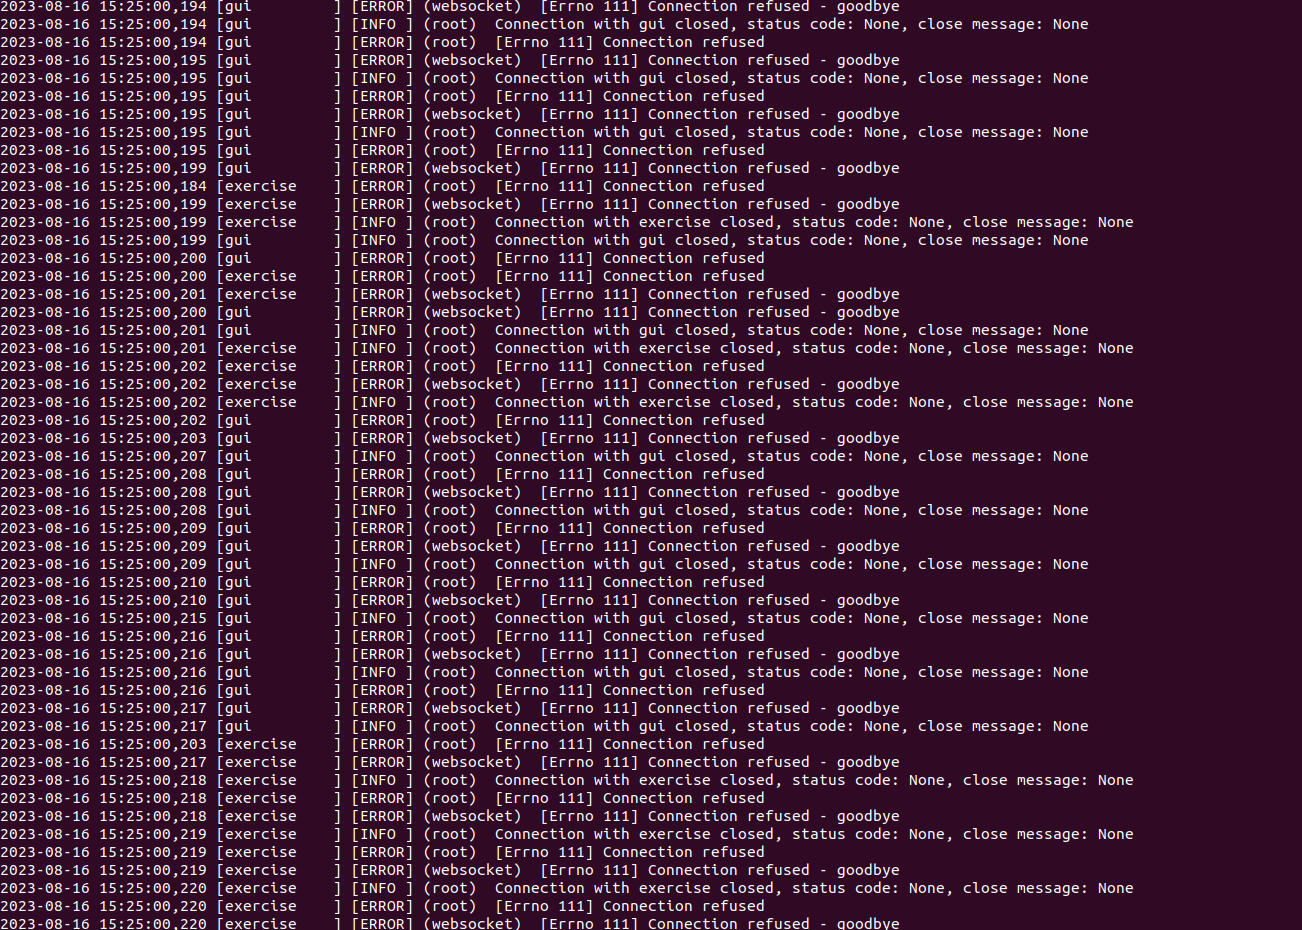 2023-08-16 15:25:00,194 [gui         ] [ERROR] (websocket)  [Errno 111] Connection refused - goodbye
2023-08-16 15:25:00,194 [gui         ] [INFO ] (root)  Connection with gui closed, status code: None, close message: None
2023-08-16 15:25:00,194 [gui         ] [ERROR] (root)  [Errno 111] Connection refused
2023-08-16 15:25:00,195 [gui         ] [ERROR] (websocket)  [Errno 111] Connection refused - goodbye
2023-08-16 15:25:00,195 [gui         ] [INFO ] (root)  Connection with gui closed, status code: None, close message: None
2023-08-16 15:25:00,195 [gui         ] [ERROR] (root)  [Errno 111] Connection refused
2023-08-16 15:25:00,195 [gui         ] [ERROR] (websocket)  [Errno 111] Connection refused - goodbye
2023-08-16 15:25:00,195 [gui         ] [INFO ] (root)  Connection with gui closed, status code: None, close message: None
2023-08-16 15:25:00,195 [gui         ] [ERROR] (root)  [Errno 111] Connection refused
2023-08-16 15:25:00,199 [gui         ] [ERROR] (websocket)  [Errno 111] Connection refused - goodbye
2023-08-16 15:25:00,184 [exercise    ] [ERROR] (root)  [Errno 111] Connection refused
2023-08-16 15:25:00,199 [exercise    ] [ERROR] (websocket)  [Errno 111] Connection refused - goodbye
2023-08-16 15:25:00,199 [exercise    ] [INFO ] (root)  Connection with exercise closed, status code: None, close message: None
2023-08-16 15:25:00,199 [gui         ] [INFO ] (root)  Connection with gui closed, status code: None, close message: None
2023-08-16 15:25:00,200 [gui         ] [ERROR] (root)  [Errno 111] Connection refused
2023-08-16 15:25:00,200 [exercise    ] [ERROR] (root)  [Errno 111] Connection refused
2023-08-16 15:25:00,201 [exercise    ] [ERROR] (websocket)  [Errno 111] Connection refused - goodbye
2023-08-16 15:25:00,200 [gui         ] [ERROR] (websocket)  [Errno 111] Connection refused - goodbye
2023-08-16 15:25:00,201 [gui         ] [INFO ] (root)  Connection with gui closed, status code: None, close message: None
2023-08-16 15:25:00,201 [exercise    ] [INFO ] (root)  Connection with exercise closed, status code: None, close message: None
2023-08-16 15:25:00,202 [exercise    ] [ERROR] (root)  [Errno 111] Connection refused
2023-08-16 15:25:00,202 [exercise    ] [ERROR] (websocket)  [Errno 111] Connection refused - goodbye
2023-08-16 15:25:00,202 [exercise    ] [INFO ] (root)  Connection with exercise closed, status code: None, close message: None
2023-08-16 15:25:00,202 [gui         ] [ERROR] (root)  [Errno 111] Connection refused
2023-08-16 15:25:00,203 [gui         ] [ERROR] (websocket)  [Errno 111] Connection refused - goodbye
2023-08-16 15:25:00,207 [gui         ] [INFO ] (root)  Connection with gui closed, status code: None, close message: None
2023-08-16 15:25:00,208 [gui         ] [ERROR] (root)  [Errno 111] Connection refused
2023-08-16 15:25:00,208 [gui         ] [ERROR] (websocket)  [Errno 111] Connection refused - goodbye
2023-08-16 15:25:00,208 [gui         ] [INFO ] (root)  Connection with gui closed, status code: None, close message: None
2023-08-16 15:25:00,209 [gui         ] [ERROR] (root)  [Errno 111] Connection refused
2023-08-16 15:25:00,209 [gui         ] [ERROR] (websocket)  [Errno 111] Connection refused - goodbye
2023-08-16 15:25:00,209 [gui         ] [INFO ] (root)  Connection with gui closed, status code: None, close message: None
2023-08-16 15:25:00,210 [gui         ] [ERROR] (root)  [Errno 111] Connection refused
2023-08-16 15:25:00,210 [gui         ] [ERROR] (websocket)  [Errno 111] Connection refused - goodbye
2023-08-16 15:25:00,215 [gui         ] [INFO ] (root)  Connection with gui closed, status code: None, close message: None
2023-08-16 15:25:00,216 [gui         ] [ERROR] (root)  [Errno 111] Connection refused
2023-08-16 15:25:00,216 [gui         ] [ERROR] (websocket)  [Errno 111] Connection refused - goodbye
2023-08-16 15:25:00,216 [gui         ] [INFO ] (root)  Connection with gui closed, status code: None, close message: None
2023-08-16 15:25:00,216 [gui         ] [ERROR] (root)  [Errno 111] Connection refused
2023-08-16 15:25:00,217 [gui         ] [ERROR] (websocket)  [Errno 111] Connection refused - goodbye
2023-08-16 15:25:00,217 [gui         ] [INFO ] (root)  Connection with gui closed, status code: None, close message: None
2023-08-16 15:25:00,203 [exercise    ] [ERROR] (root)  [Errno 111] Connection refused
2023-08-16 15:25:00,217 [exercise    ] [ERROR] (websocket)  [Errno 111] Connection refused - goodbye
2023-08-16 15:25:00,218 [exercise    ] [INFO ] (root)  Connection with exercise closed, status code: None, close message: None
2023-08-16 15:25:00,218 [exercise    ] [ERROR] (root)  [Errno 111] Connection refused
2023-08-16 15:25:00,218 [exercise    ] [ERROR] (websocket)  [Errno 111] Connection refused - goodbye
2023-08-16 15:25:00,219 [exercise    ] [INFO ] (root)  Connection with exercise closed, status code: None, close message: None
2023-08-16 15:25:00,219 [exercise    ] [ERROR] (root)  [Errno 111] Connection refused
2023-08-16 15:25:00,219 [exercise    ] [ERROR] (websocket)  [Errno 111] Connection refused - goodbye
2023-08-16 15:25:00,220 [exercise    ] [INFO ] (root)  Connection with exercise closed, status code: None, close message: None
2023-08-16 15:25:00,220 [exercise    ] [ERROR] (root)  [Errno 111] Connection refused
2023-08-16 15:25:00,220 [exercise    ] [ERROR] (websocket)  [Errno 111] Connection refused - goodbye